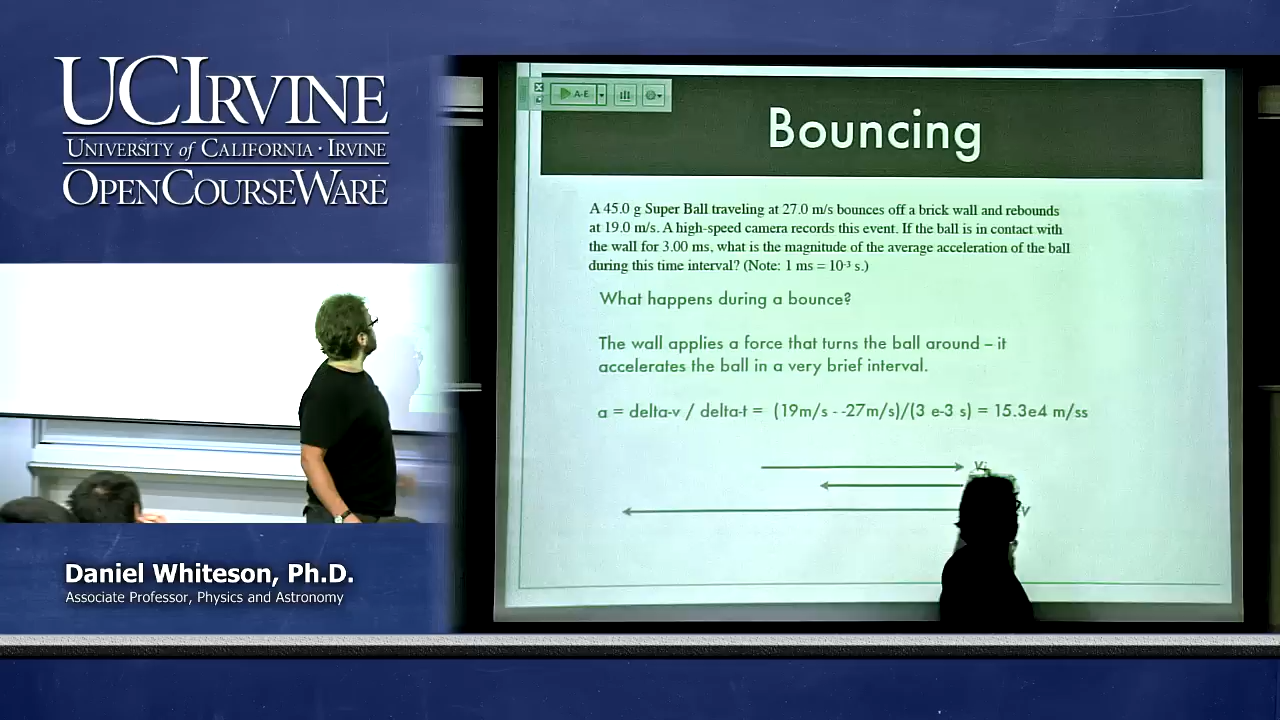 UCIRVINE
UNIVERSITY of CALIFORNIA · IRVINE
OPENCOURSEWARE
A-E
Bouncing
A 45.0 g Super Ball traveling at 27.0 m/s bounces off a brick wall and rebounds
at 19.0 m/s. A high-speed camera records this event. If the ball is in contact with
the wall for 3.00 ms, what is the magnitude of the average acceleration of the ball
during this time interval? (Note: 1 ms = 10⁻³ s.)
What happens during a bounce?
The wall applies a force that turns the ball around – it
accelerates the ball in a very brief interval.
a = delta-v / delta-t = (19m/s - -27m/s)/(3 e-3 s) = 15.3e4 m/ss
Daniel Whiteson, Ph.D.
Associate Professor, Physics and Astronomy